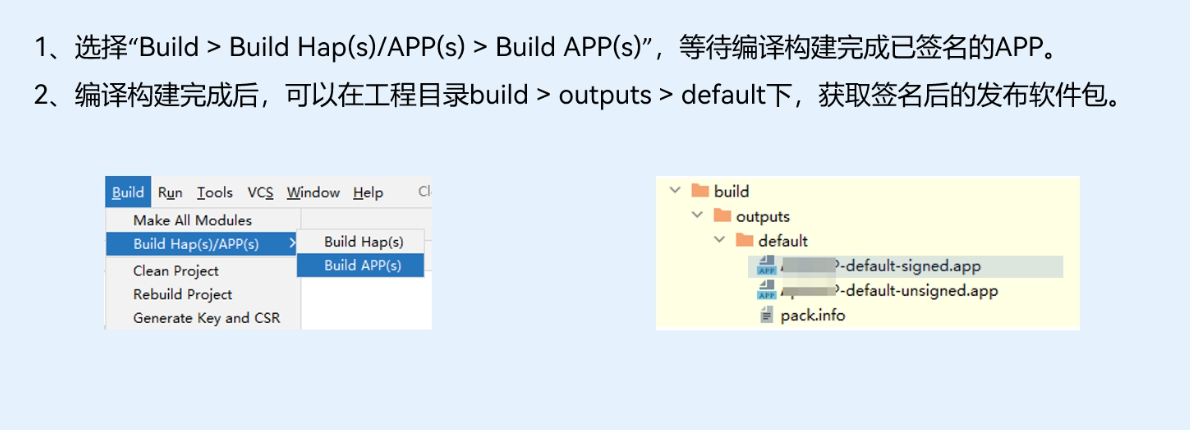 1、选择“Build > Build Hap(s)/APP(s) > Build APP(s)”，等待编译构建完成已签名的APP。
2、编译构建完成后，可以在工程目录build > outputs > default下，获取签名后的发布软件包。
Build Run Tools VCS Window Help
Make All Modules
Build Hap(s)/APP(s)
Build Hap(s)
Build APP(s)
Clean Project
Rebuild Project
Generate Key and CSR
build
outputs
default
APP -default-signed.app
APP -default-unsigned.app
pack.info